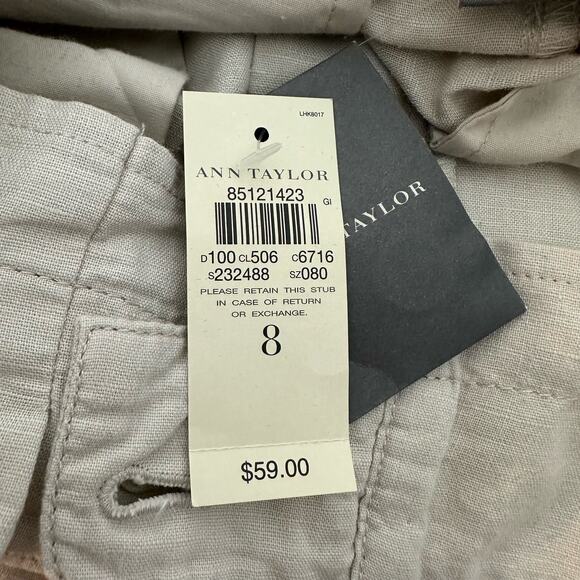 LHK8017
ANN TAYLOR
85121423
GI
D100 CL506 C6716
S232488 SZ080
PLEASE RETAIN THIS STUB
IN CASE OF RETURN
OR EXCHANGE.
8
$59.00
TAYLOR